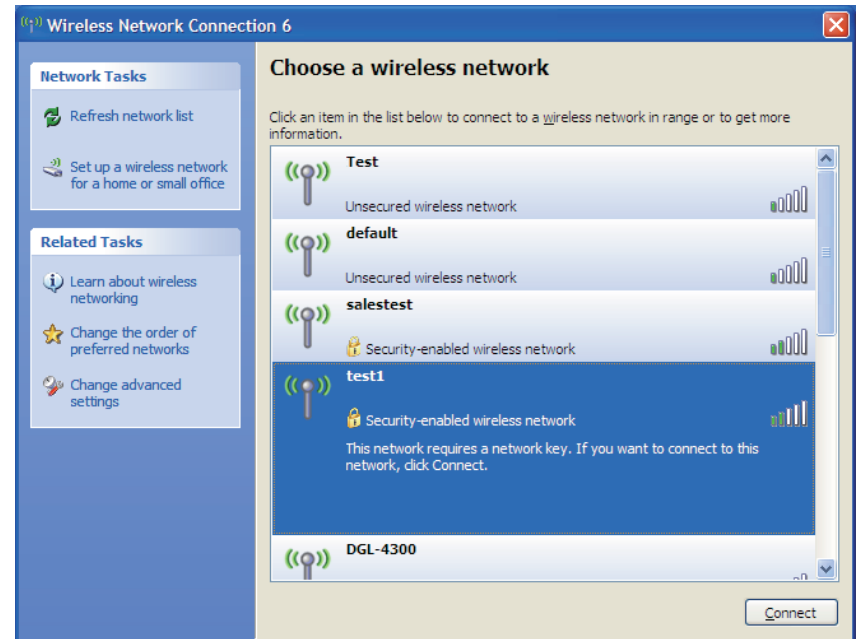 Wireless Network Connection 6
Network Tasks
Refresh network list
Set up a wireless network
for a home or small office
Related Tasks
Learn about wireless
networking
Change the order of
preferred networks
Change advanced
settings
Choose a wireless network
Click an item in the list below to connect to a wireless network in range or to get more
information.
Test
Unsecured wireless network
default
Unsecured wireless network
salestest
Security-enabled wireless network
test1
Security-enabled wireless network
This network requires a network key. If you want to connect to this
network, click Connect.
DGL-4300
Connect